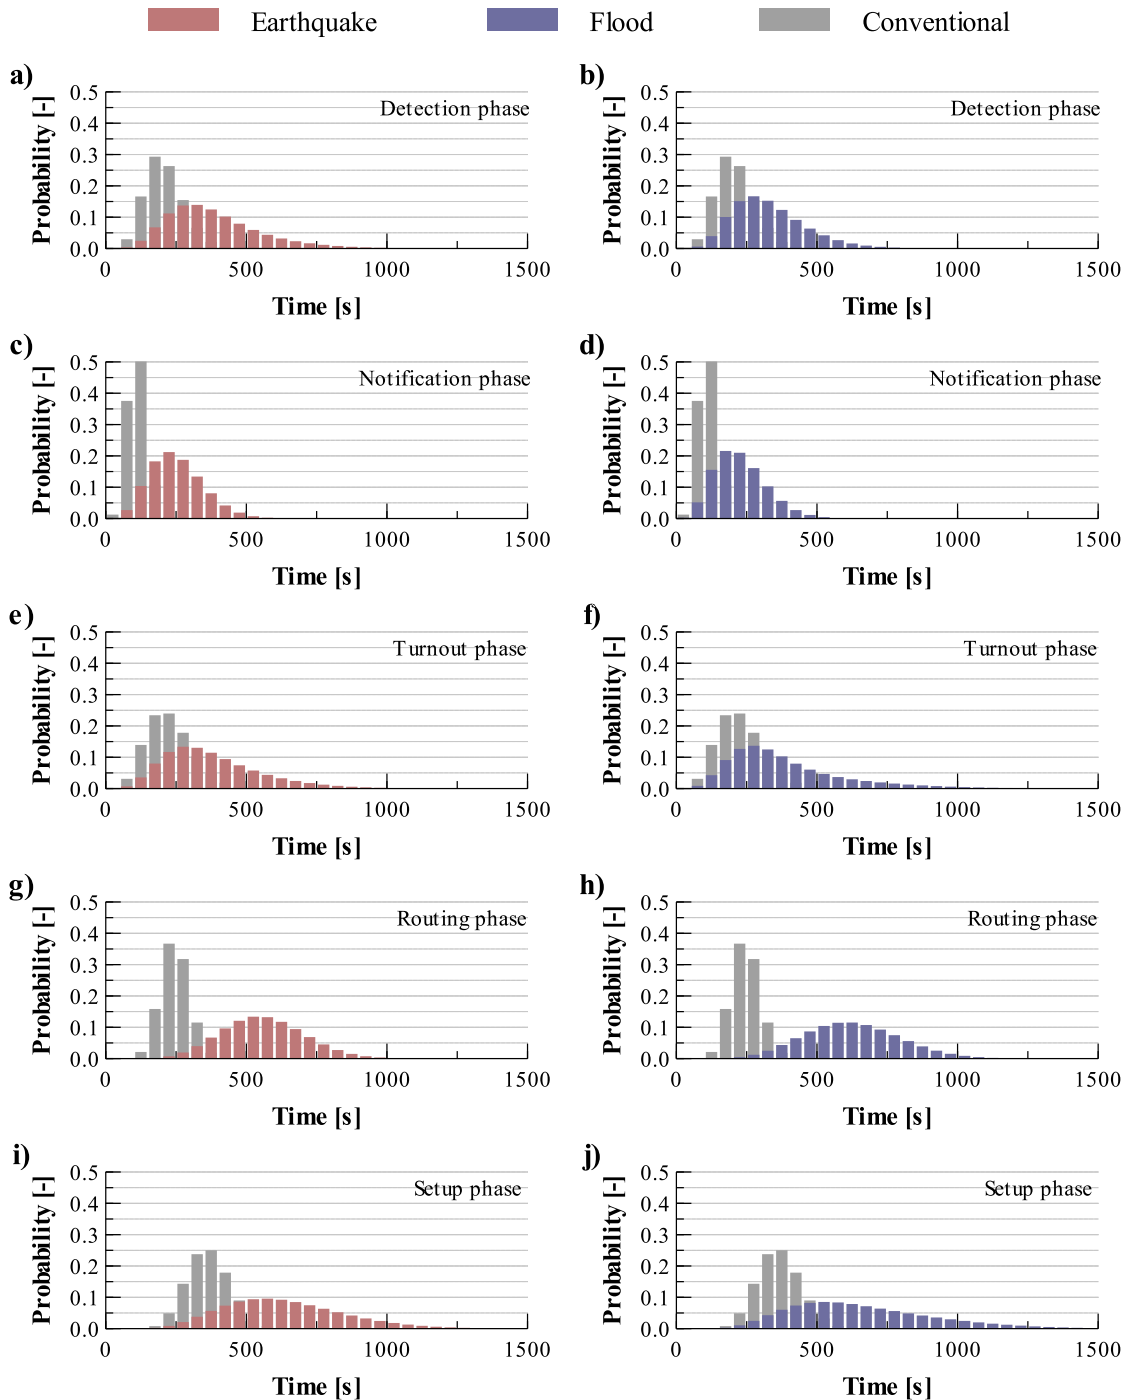 Earthquake Flood Conventional
a) b)
Detection phase Detection phase
Probability [-] Probability [-]
0.5 0.5
0.4 0.4
0.3 0.3
0.2 0.2
0.1 0.1
0.0 0.0
0 500 1000 1500 0 500 1000 1500
Time [s] Time [s]
c) d)
Notification phase Notification phase
Probability [-] Probability [-]
0.5 0.5
0.4 0.4
0.3 0.3
0.2 0.2
0.1 0.1
0.0 0.0
0 500 1000 1500 0 500 1000 1500
Time [s] Time [s]
e) f)
Turnout phase Turnout phase
Probability [-] Probability [-]
0.5 0.5
0.4 0.4
0.3 0.3
0.2 0.2
0.1 0.1
0.0 0.0
0 500 1000 1500 0 500 1000 1500
Time [s] Time [s]
g) h)
Routing phase Routing phase
Probability [-] Probability [-]
0.5 0.5
0.4 0.4
0.3 0.3
0.2 0.2
0.1 0.1
0.0 0.0
0 500 1000 1500 0 500 1000 1500
Time [s] Time [s]
i) j)
Setup phase Setup phase
Probability [-] Probability [-]
0.5 0.5
0.4 0.4
0.3 0.3
0.2 0.2
0.1 0.1
0.0 0.0
0 500 1000 1500 0 500 1000 1500
Time [s] Time [s]